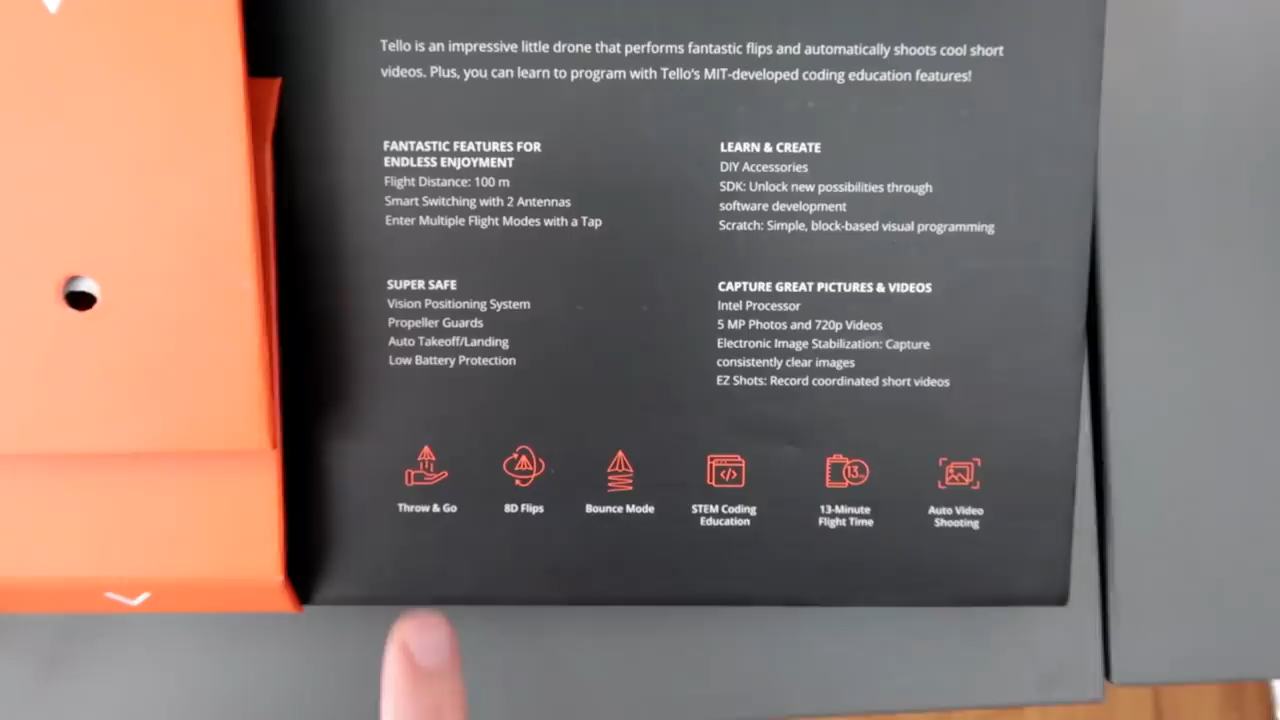 Tello is an impressive little drone that performs fantastic flips and automatically shoots cool short
videos. Plus, you can learn to program with Tello's MIT-developed coding education features!
FANTASTIC FEATURES FOR
ENDLESS ENJOYMENT
Flight Distance: 100 m
Smart Switching with 2 Antennas
Enter Multiple Flight Modes with a Tap
LEARN & CREATE
DIY Accessories
SDK: Unlock new possibilities through
software development
Scratch: Simple, block-based visual programming
SUPER SAFE
Vision Positioning System
Propeller Guards
Auto Takeoff/Landing
Low Battery Protection
CAPTURE GREAT PICTURES & VIDEOS
Intel Processor
5 MP Photos and 720p Videos
Electronic Image Stabilization: Capture
consistently clear images
EZ Shots: Record coordinated short videos
13
Throw & Go
8D Flips
Bounce Mode
STEM Coding
Education
13-Minute
Flight Time
Auto Video
Shooting